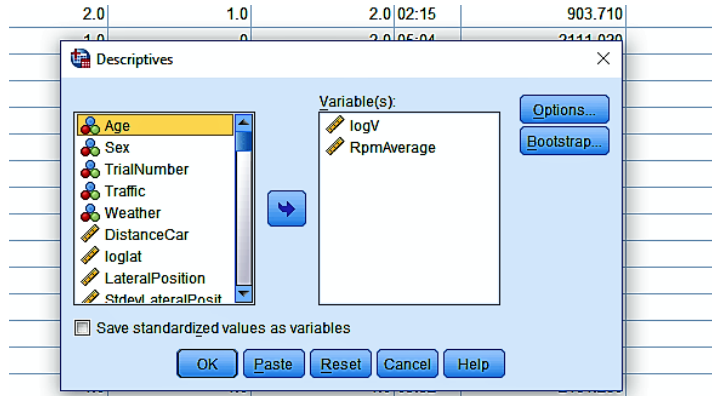 2.0 1.0 2.0 02:15 903.710
Descriptives
Variable(s):
Age
Sex
TrialNumber
Traffic
Weather
DistanceCar
loglat
LateralPosition
StdevLateralPosit
logV
RpmAverage
Options...
Bootstrap...
Save standardized values as variables
OK Paste Reset Cancel Help